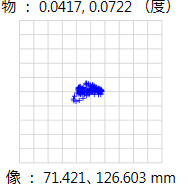 物 : 0.0417, 0.0722 （度）
像 : 71.421、126.603 mm